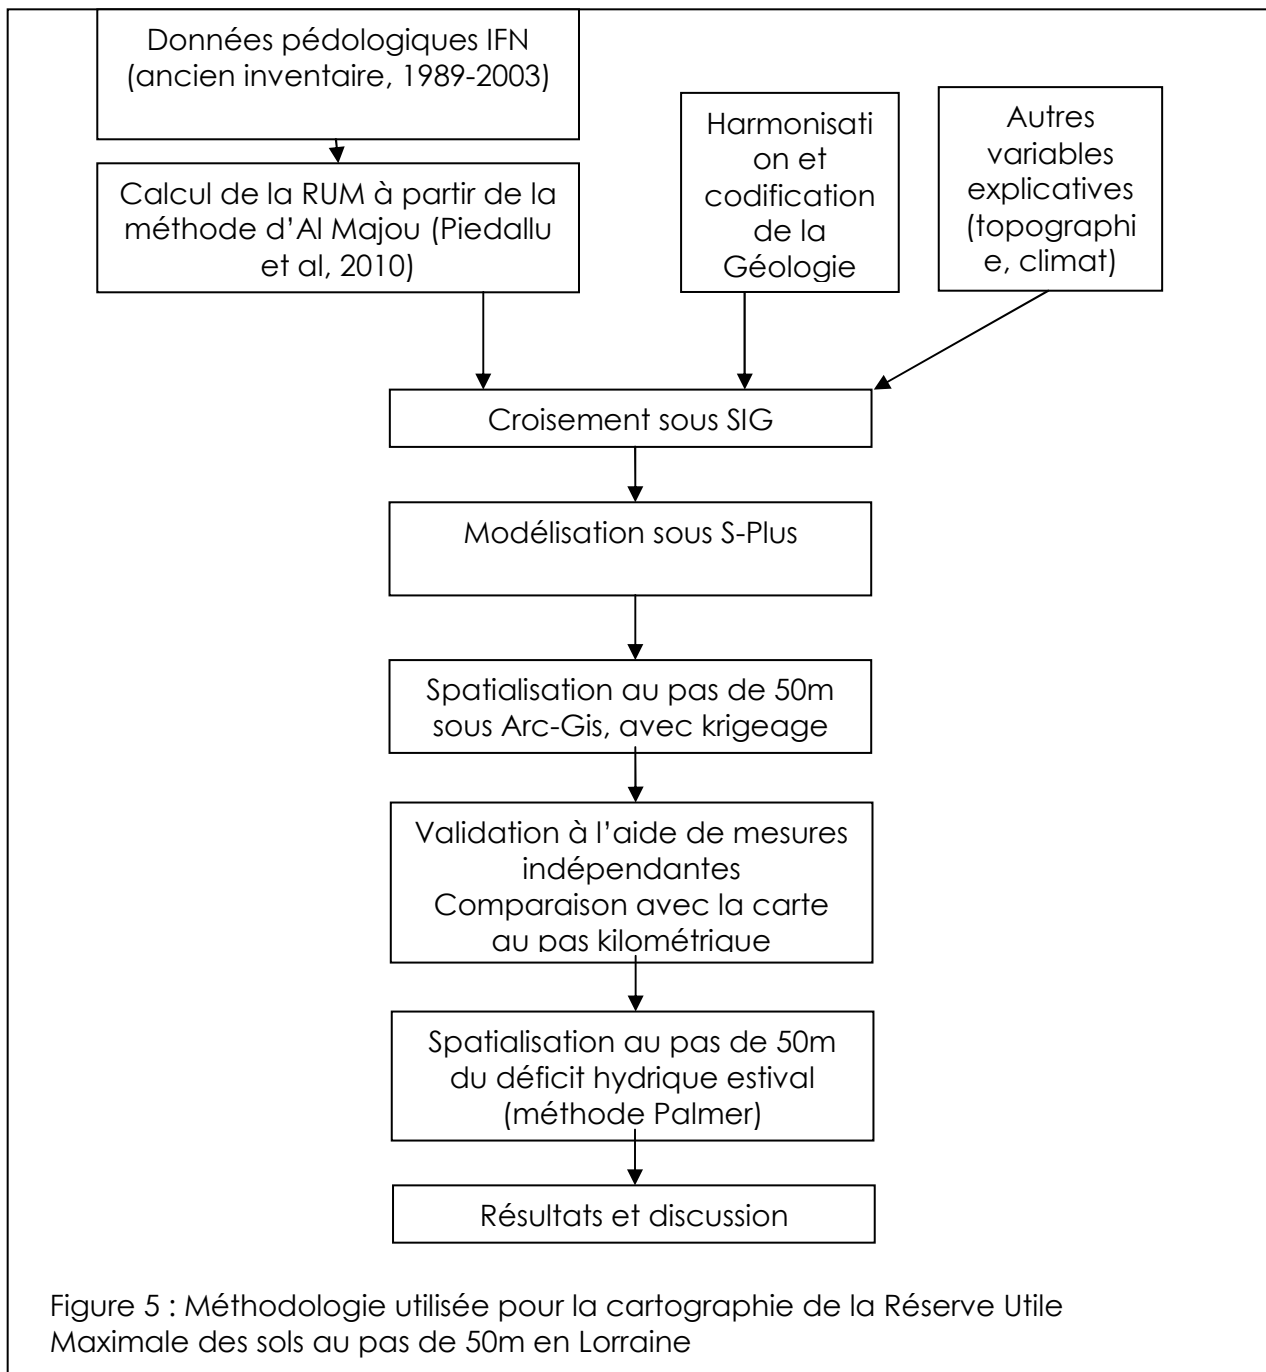 Données pédologiques IFN
(ancien inventaire, 1989-2003)
Calcul de la RUM à partir de la
méthode d'Al Majou (Piedallu
et al, 2010)
Harmonisati
on et
codification
de la
Géologie
Autres
variables
explicatives
(topographi
e, climat)
Croisement sous SIG
Modélisation sous S-Plus
Spatialisation au pas de 50m
sous Arc-Gis, avec krigeage
Validation à l'aide de mesures
indépendantes
Comparaison avec la carte
au pas kilométrique
Spatialisation au pas de 50m
du déficit hydrique estival
(méthode Palmer)
Résultats et discussion
Figure 5 : Méthodologie utilisée pour la cartographie de la Réserve Utile
Maximale des sols au pas de 50m en Lorraine